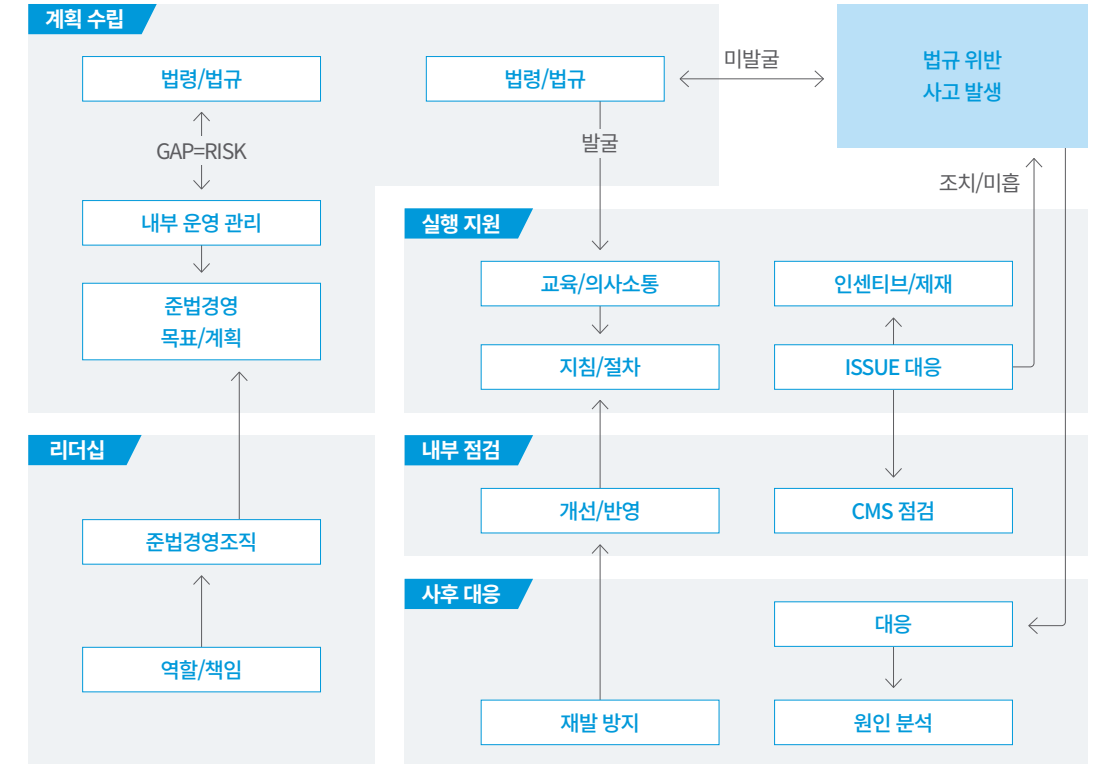 계획 수립
법령/법규
GAP=RISK
내부 운영 관리
준법경영
목표/계획
법령/법규
발굴
미발굴
법규 위반
사고 발생
조치/미흡
실행 지원
교육/의사소통
지침/절차
인센티브/제재
ISSUE 대응
리더십
준법경영조직
역할/책임
내부 점검
개선/반영
CMS 점검
사후 대응
대응
재발 방지
원인 분석